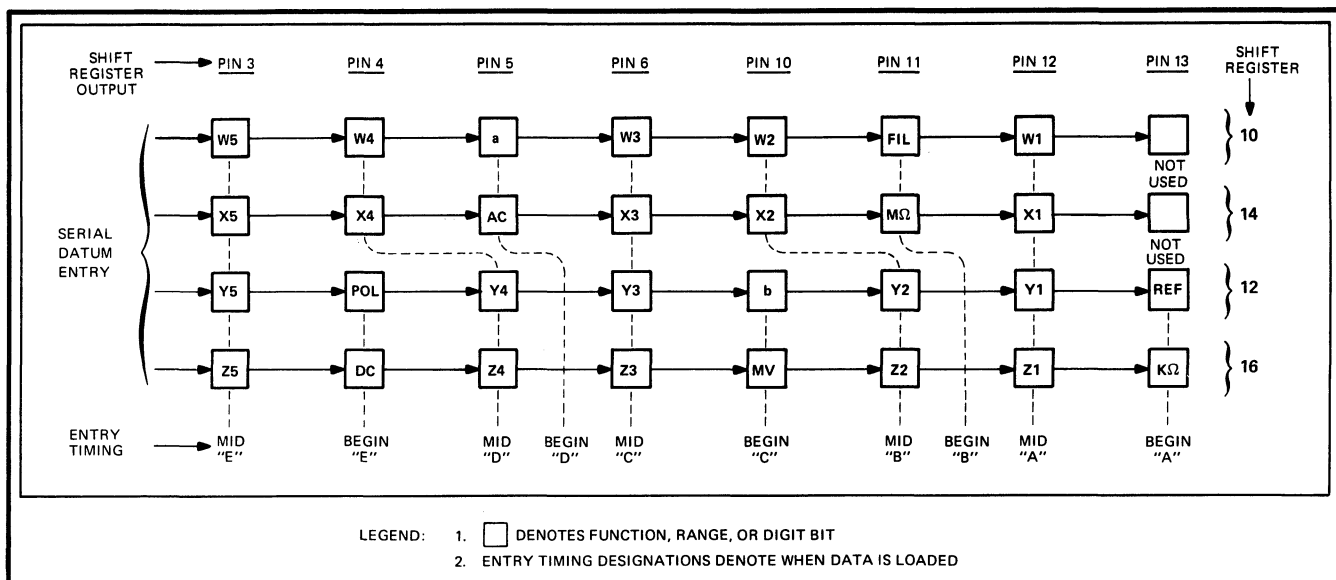 SHIFT REGISTER OUTPUT
PIN 3 PIN 4 PIN 5 PIN 6 PIN 10 PIN 11 PIN 12 PIN 13
SHIFT REGISTER
W5 W4 a W3 W2 FIL W1
10
NOT USED
X5 X4 AC X3 X2 MΩ X1
14
NOT USED
SERIAL DATUM ENTRY
Y5 POL Y4 Y3 b Y2 Y1 REF
12
Z5 DC Z4 Z3 MV Z2 Z1 KΩ
16
ENTRY TIMING
MID "E" BEGIN "E" MID "D" BEGIN "D" MID "C" BEGIN "C" MID "B" BEGIN "B" MID "A" BEGIN "A"
LEGEND: 1. DENOTES FUNCTION, RANGE, OR DIGIT BIT
2. ENTRY TIMING DESIGNATIONS DENOTE WHEN DATA IS LOADED